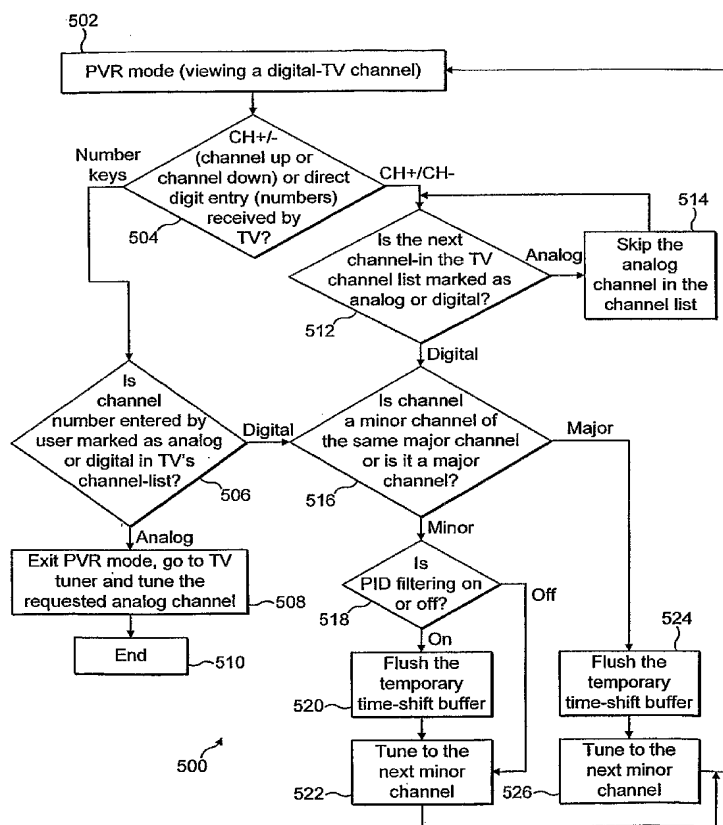 502
PVR mode (viewing a digital-TV channel)
CH+/-
(channel up or
channel down) or direct
digit entry (numbers)
received by
TV?
504
Number
keys
CH+/CH-
514
Skip the
analog
channel in the
channel list
Is the next
channel-in the TV
channel list marked as
analog or digital?
512
Analog
Digital
Is
channel
number entered by
user marked as analog
or digital in TV's
channel-list?
506
Digital
Is channel
a minor channel of
the same major channel
or is it a major
channel?
516
Major
Analog
Minor
Exit PVR mode, go to TV
tuner and tune the
requested analog channel
508
Is
PID filtering on
or off?
518
Off
On
End
510
524
Flush the
temporary
time-shift buffer
520
Flush the
temporary
time-shift buffer
500
Tune to the
next minor
channel
522
Tune to the
next minor
channel
526